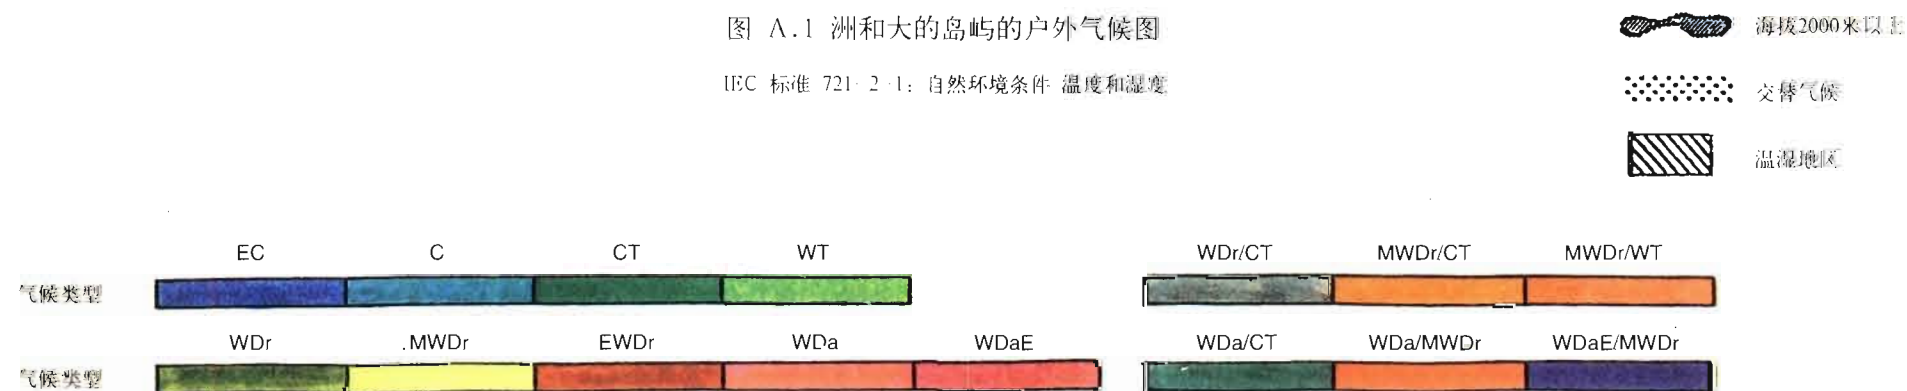 图 A.1 洲和大的岛屿的户外气候图
IEC 标准 721-2-1：自然环境条件 温度和湿度
海拔2000米以上
交替气候
温湿地区
EC C CT WT WDr/CT MWDr/CT MWDr/WT
气候类型
WDr .MWDr EWDr WDa WDaE WDa/CT WDa/MWDr WDaE/MWDr
气候类型